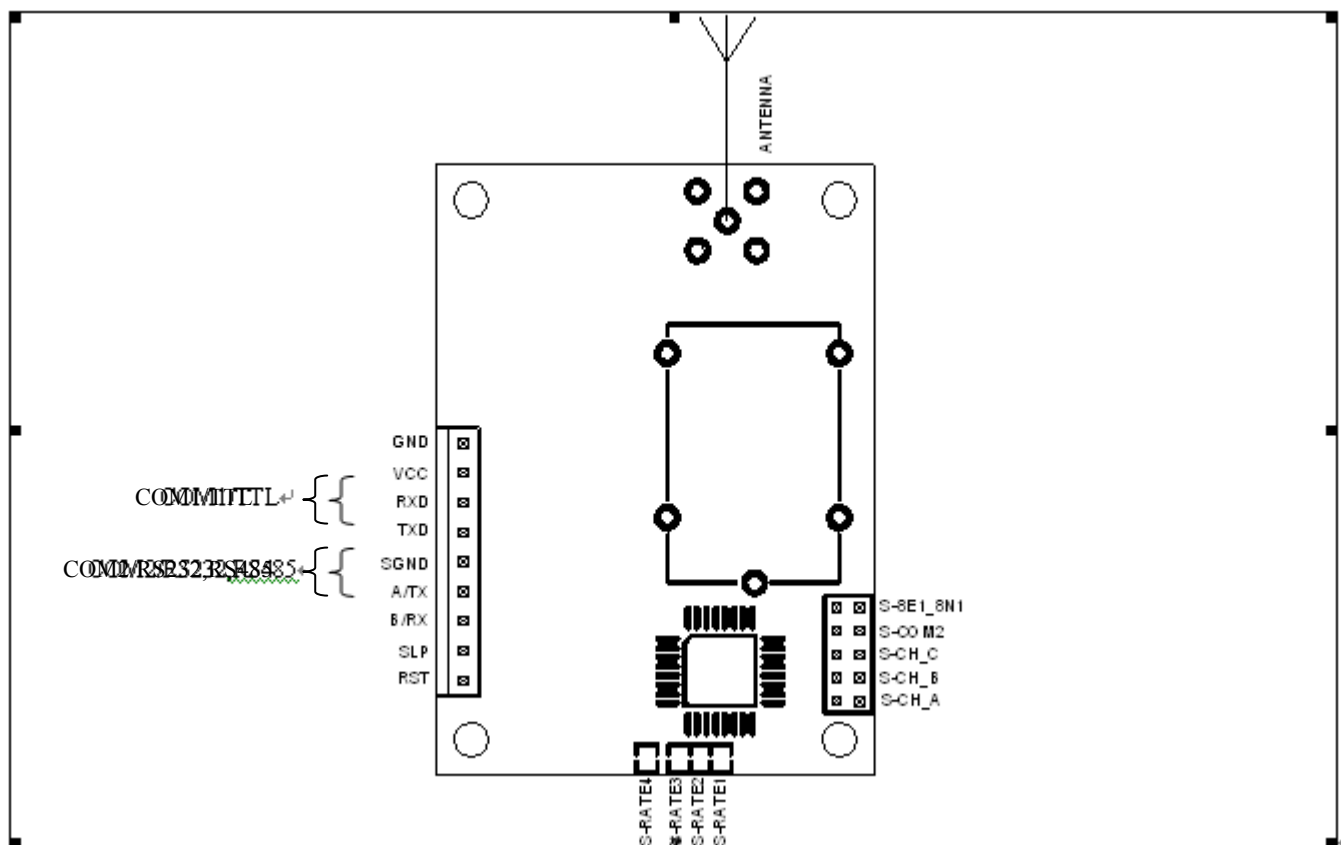 ANTENNA
GND
VCC
RXD
TXD
SGND
A/TX
B/RX
SLP
RST
S-8E1_8N1
S-COM2
S-CH_C
S-CH_B
S-CH_A
S-RATE4
S-RATE2
S-RATE1